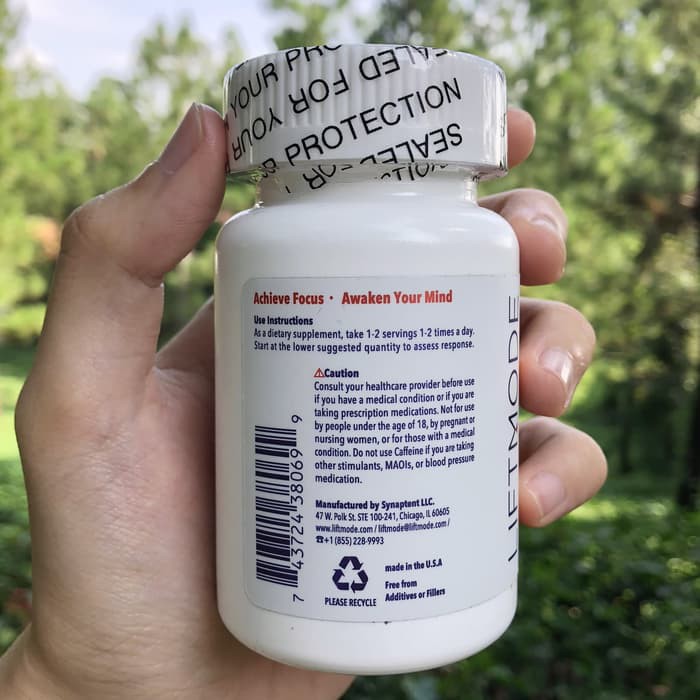 YOUR PRO
SEALED FOR YOUR
PROTECTION
SEALED FOR
Achieve Focus • Awaken Your Mind
Use Instructions
As a dietary supplement, take 1-2 servings 1-2 times a day.
Start at the lower suggested quantity to assess response.
⚠Caution
Consult your healthcare provider before use
if you have a medical condition or if you are
taking prescription medications. Not for use
by people under the age of 18, by pregnant or
nursing women, or for those with a medical
condition. Do not use Caffeine if you are taking
other stimulants, MAOIs, or blood pressure
medication.
Manufactured by Synaptent LLC.
47 W. Polk St. STE 100-241, Chicago, IL 60605
www.liftmode.com / liftmode@liftmode.com /
☎+1 (855) 228-9993
made in the U.S.A
Free from
Additives or Fillers
PLEASE RECYCLE
7 43724 38069 9
LIFTMODE